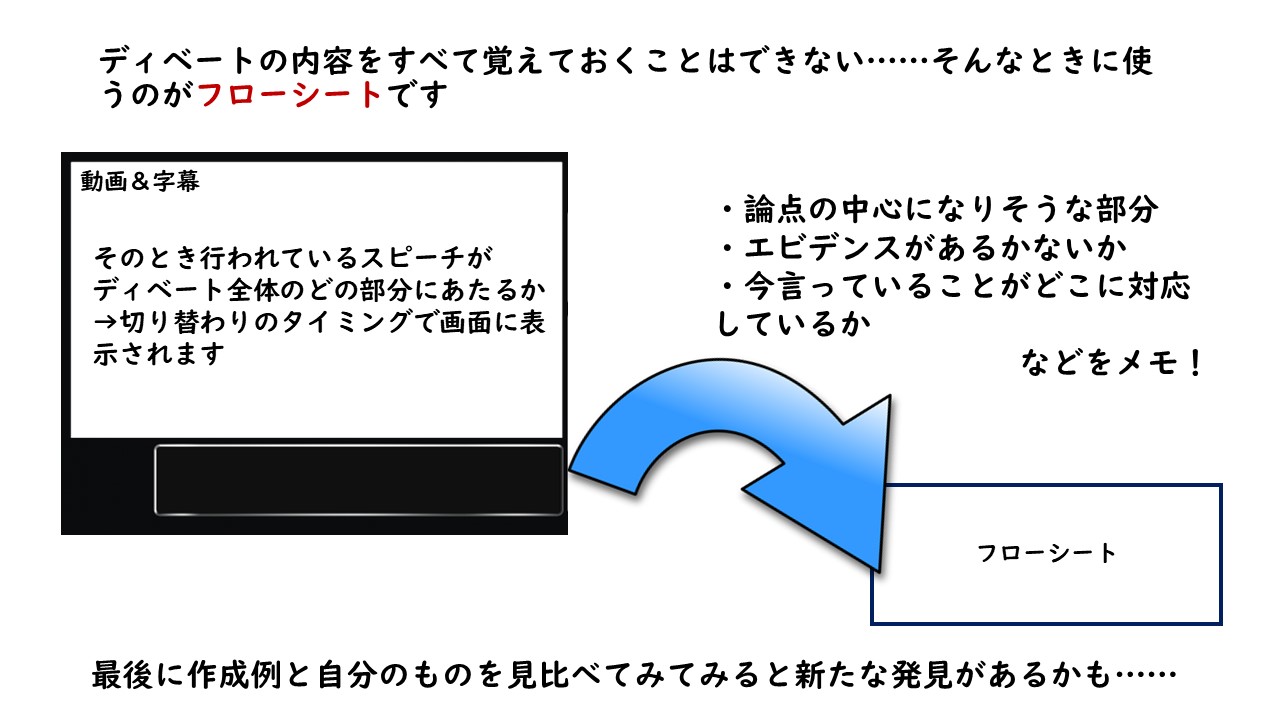 ディベートの内容をすべて覚えておくことはできない……そんなときに使
うのがフローシートです
動画＆字幕
そのとき行われているスピーチが
ディベート全体のどの部分にあたるか
→切り替わりのタイミングで画面に表
示されます
・論点の中心になりそうな部分
・エビデンスがあるかないか
・今言っていることがどこに対応
しているか
などをメモ！
フローシート
最後に作成例と自分のものを見比べてみてみると新たな発見があるかも……